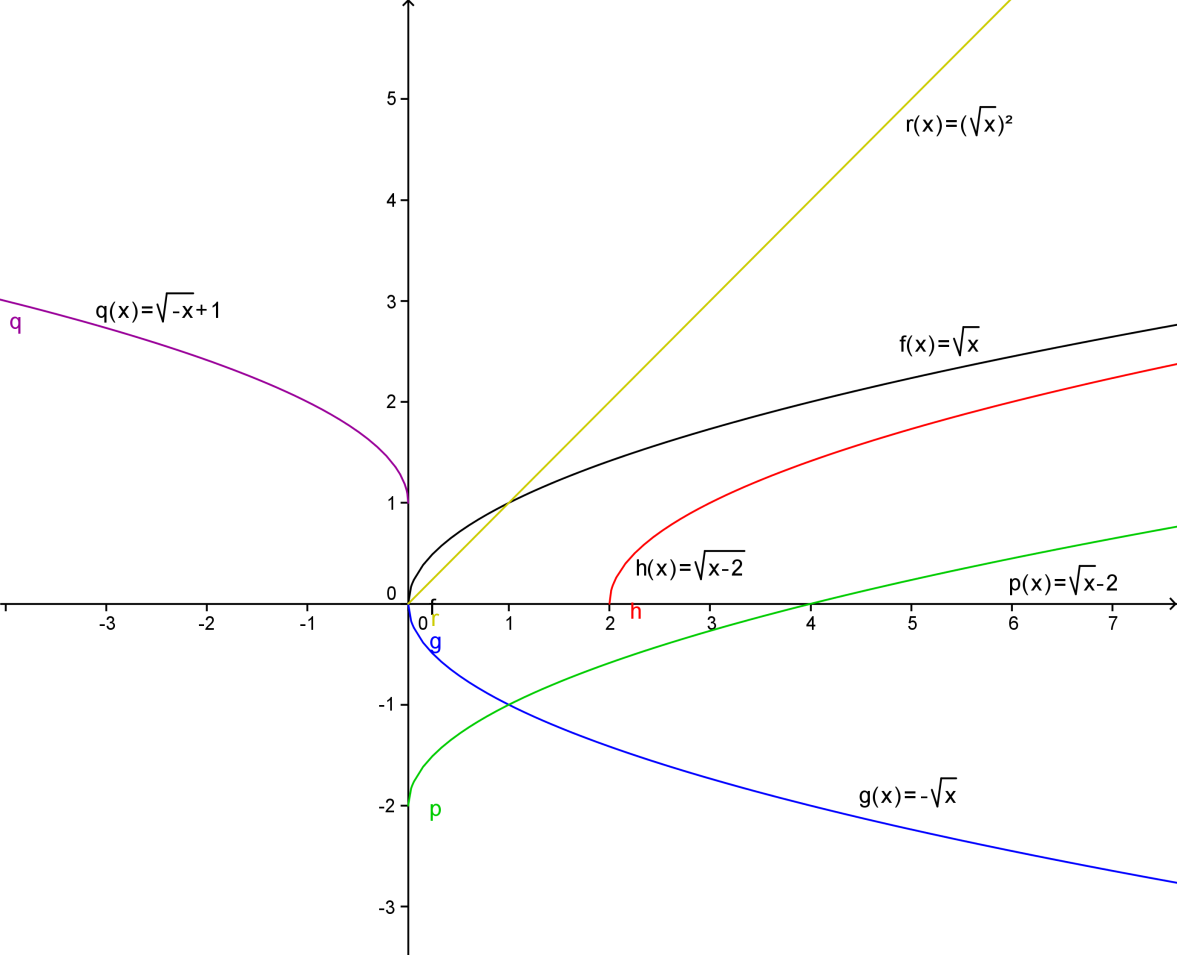 5
r(x)=(√x)²
4
3
q(x)=√-x+1
q
f(x)=√x
2
1
h(x)=√x-2
p(x)=√x-2
0
f
r
h
-3
-2
-1
0
1
2
3
4
5
6
7
g
-1
g(x)=-√x
-2
p
-3